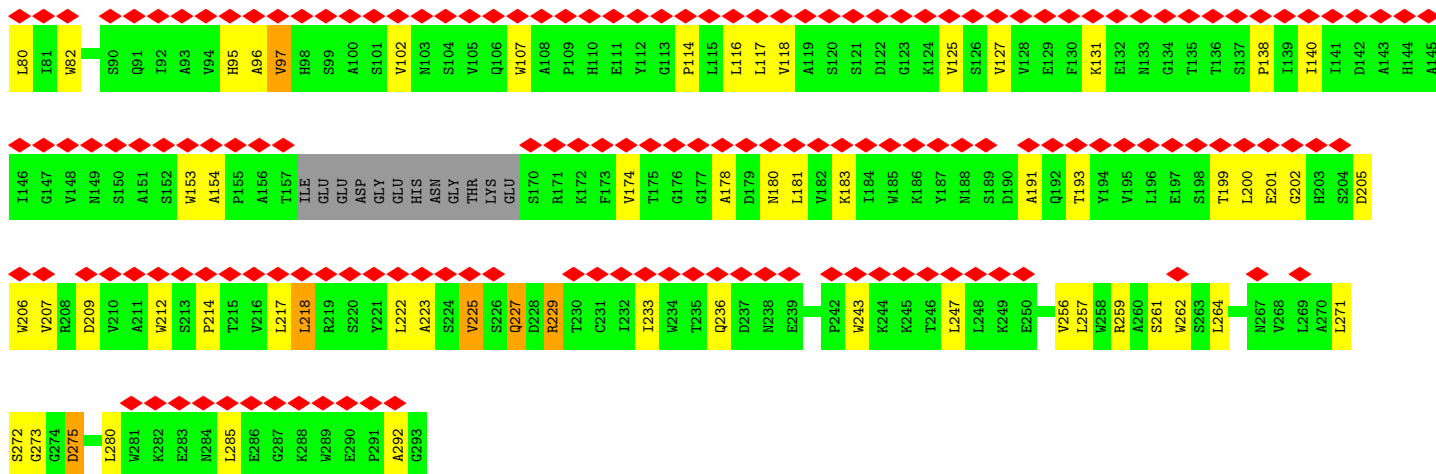 L80 I81 W82 S90 Q91 I92 A93 V94 H95 A96 V97 H98 S99 A100 S101 V102 N103 S104 V105 Q106 W107 A108 P109 H110 E111 Y112 G113 P114 L115 L116 L117 V118 A119 S120 S121 D122 G123 K124 V125 S126 V127 V128 E129 F130 K131 E132 N133 G134 T135 T136 S137 P138 I139 I140 I141 D142 A143 H144 A145
I146 G147 V148 N149 S150 A151 S152 W153 A154 P155 A156 T157 ILE GLU GLU ASP GLY GLU HIS ASN GLY THR LYS GLU S170 R171 K172 F173 V174 T175 G176 G177 A178 D179 N180 L181 V182 K183 I184 W185 K186 Y187 N188 S189 D190 A191 Q192 T193 Y194 V195 L196 E197 S198 T199 L200 E201 G202 H203 S204 D205
W206 V207 R208 D209 V210 A211 W212 S213 P214 T215 V216 L217 L218 R219 S220 Y221 L222 A223 S224 V225 S226 Q227 D228 R229 T230 C231 I232 I233 W234 T235 Q236 D237 N238 E239 P242 W243 K244 K245 T246 L247 L248 K249 E250 V256 L257 W258 R259 A260 S261 W262 S263 L264 N267 V268 L269 A270 L271
S272 G273 G274 D275 L280 W281 K282 E283 N284 L285 E286 G287 K288 W289 E290 P291 A292 G293